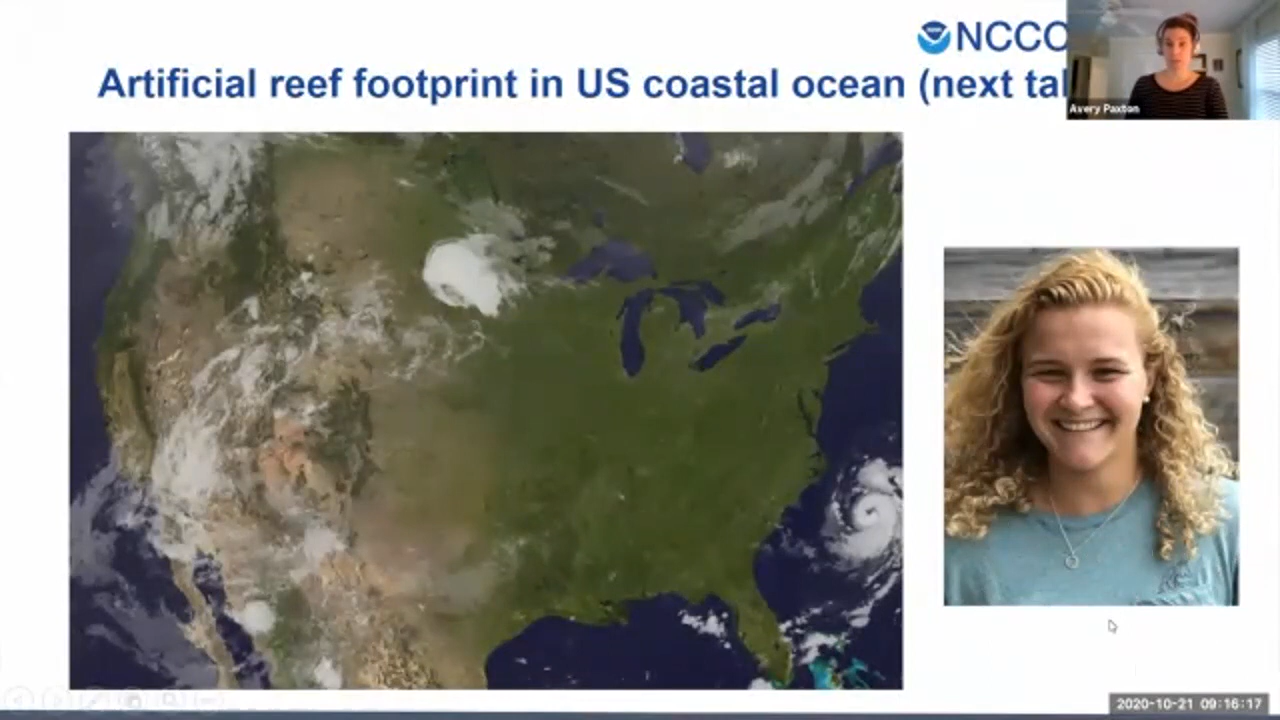 NCCO
Artificial reef footprint in US coastal ocean (next tal
Avery Paxton
2020-10-21 09:16:17